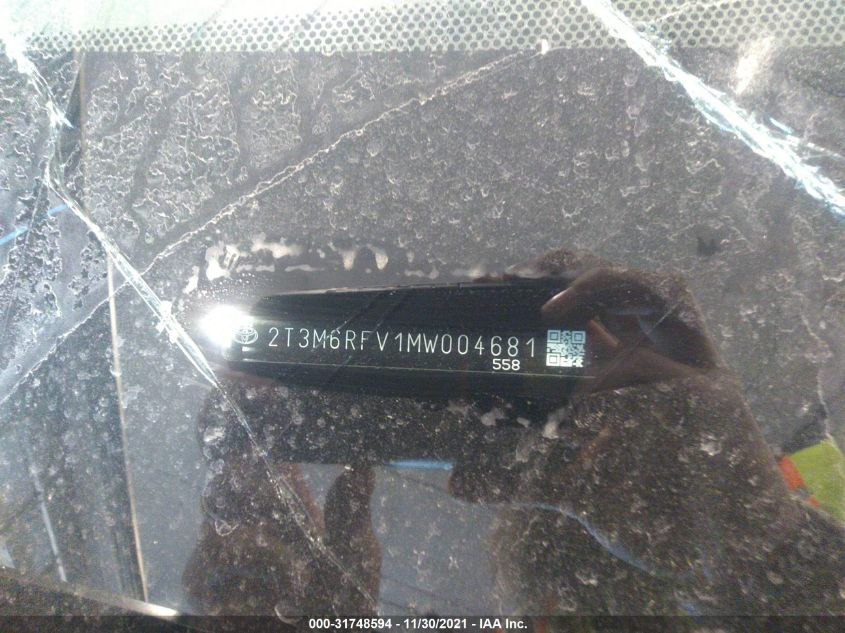 2T3M6RFV1MW004681
558
000-31748594 - 11/30/2021 - IAA Inc.